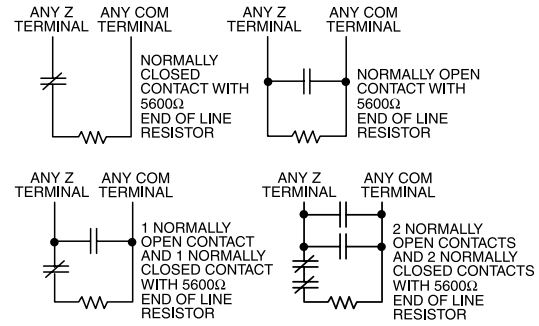 ANY Z TERMINAL
ANY COM TERMINAL
NORMALLY
CLOSED
CONTACT WITH
5600Ω
END OF LINE
RESISTOR
ANY Z TERMINAL
ANY COM TERMINAL
NORMALLY OPEN
CONTACT WITH
5600Ω
END OF LINE
RESISTOR
ANY Z TERMINAL
ANY COM TERMINAL
1 NORMALLY
OPEN CONTACT
AND 1 NORMALLY
CLOSED CONTACT
WITH 5600Ω
END OF LINE
RESISTOR
ANY Z TERMINAL
ANY COM TERMINAL
2 NORMALLY
OPEN CONTACTS
AND 2 NORMALLY
CLOSED CONTACTS
WITH 5600Ω
END OF LINE
RESISTOR